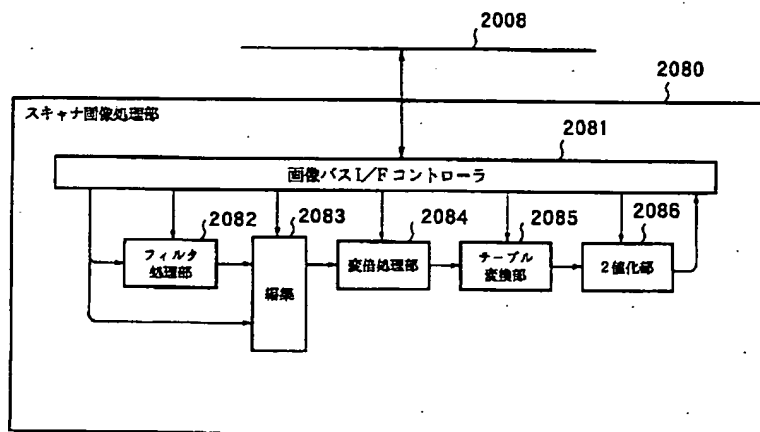 2008
2080
スキャナ画像処理部
2081
画像バスI/Fコントローラ
2082
2083
2084
2085
2086
フィルタ
処理部
編集
変倍処理部
テーブル
変換部
2値化部